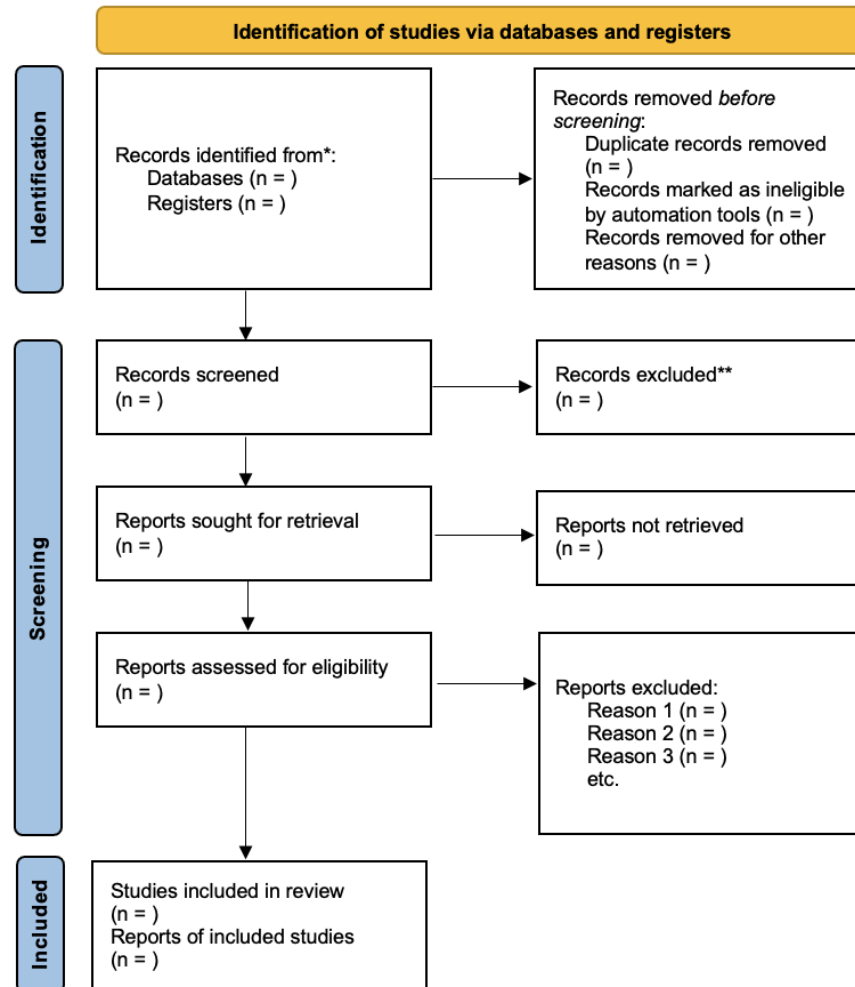 Identification of studies via databases and registers
Identification
Records identified from*:
Databases (n = )
Registers (n = )
Records removed before
screening:
Duplicate records removed
(n = )
Records marked as ineligible
by automation tools (n = )
Records removed for other
reasons (n = )
Screening
Records screened
(n = )
Records excluded**
(n = )
Reports sought for retrieval
(n = )
Reports not retrieved
(n = )
Reports assessed for eligibility
(n = )
Reports excluded:
Reason 1 (n = )
Reason 2 (n = )
Reason 3 (n = )
etc.
Included
Studies included in review
(n = )
Reports of included studies
(n = )